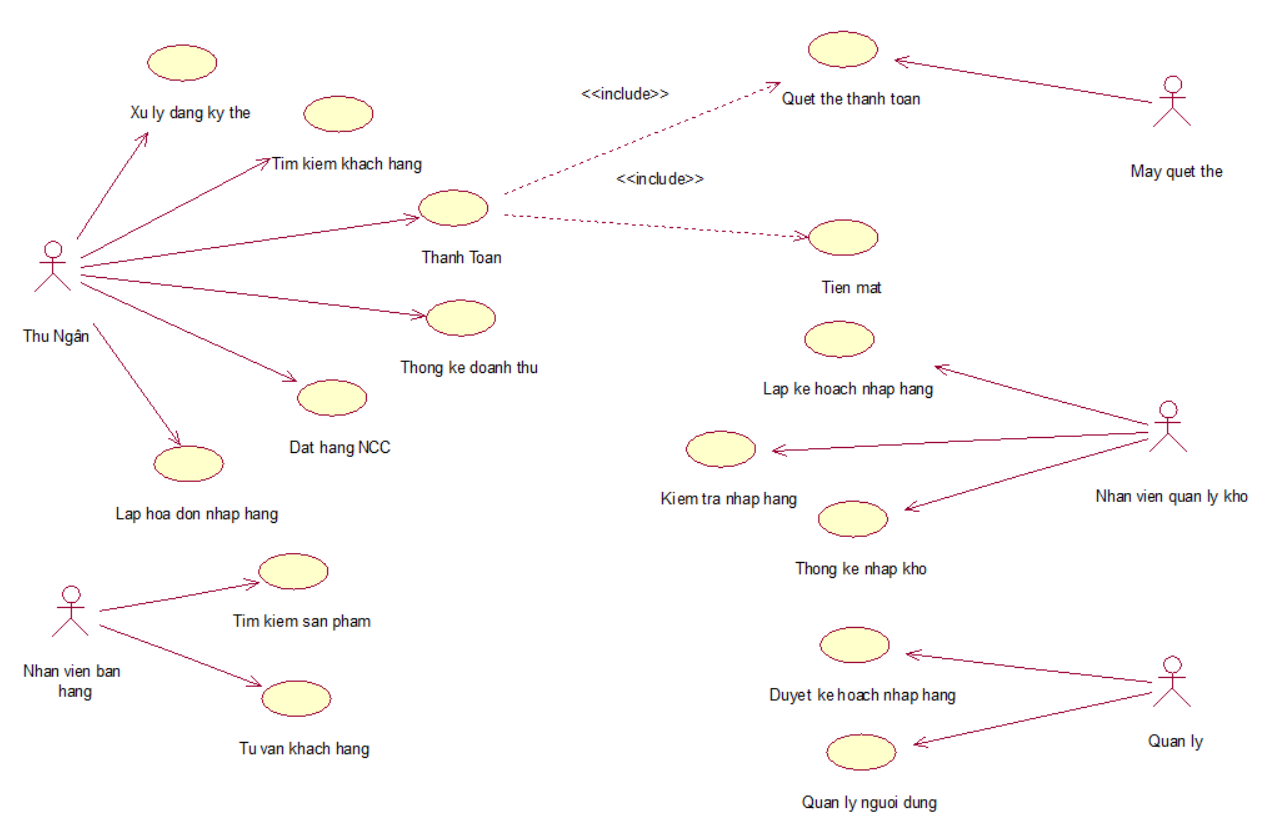 Xu ly dang ky the
Tim kiem khach hang
<<include>>
Quet the thanh toan
May quet the
<<include>>
Thanh Toan
Tien mat
Thu Ngân
Thong ke doanh thu
Lap ke hoach nhap hang
Dat hang NCC
Kiem tra nhap hang
Nhan vien quan ly kho
Lap hoa don nhap hang
Thong ke nhap kho
Tim kiem san pham
Nhan vien ban
hang
Tu van khach hang
Duyet ke hoach nhap hang
Quan ly
Quan ly nguoi dung